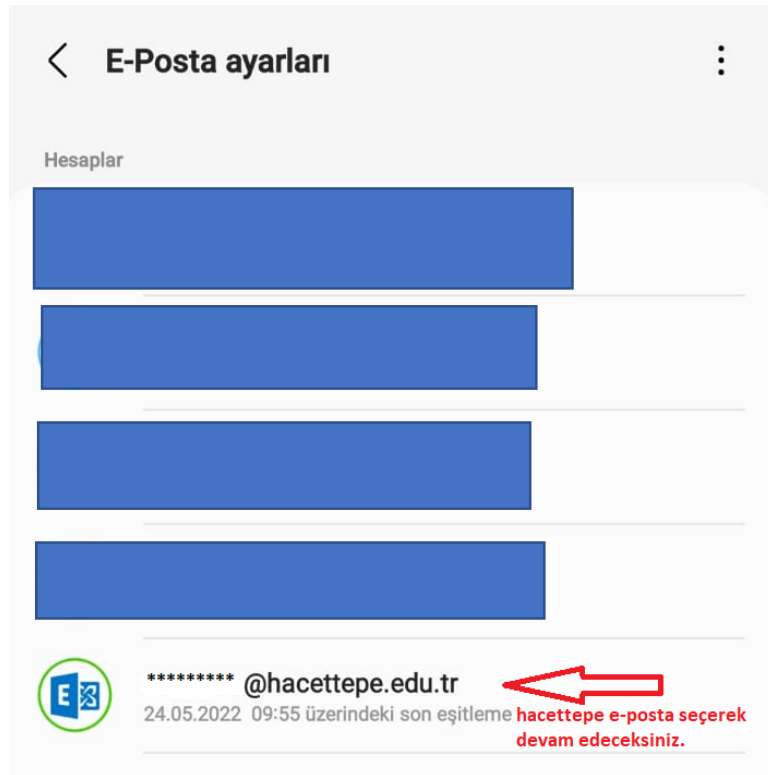 E-Posta ayarları
Hesaplar
********* @hacettepe.edu.tr
24.05.2022 09:55 üzerindeki son eşitleme
hacettepe e-posta seçerek
devam edeceksiniz.